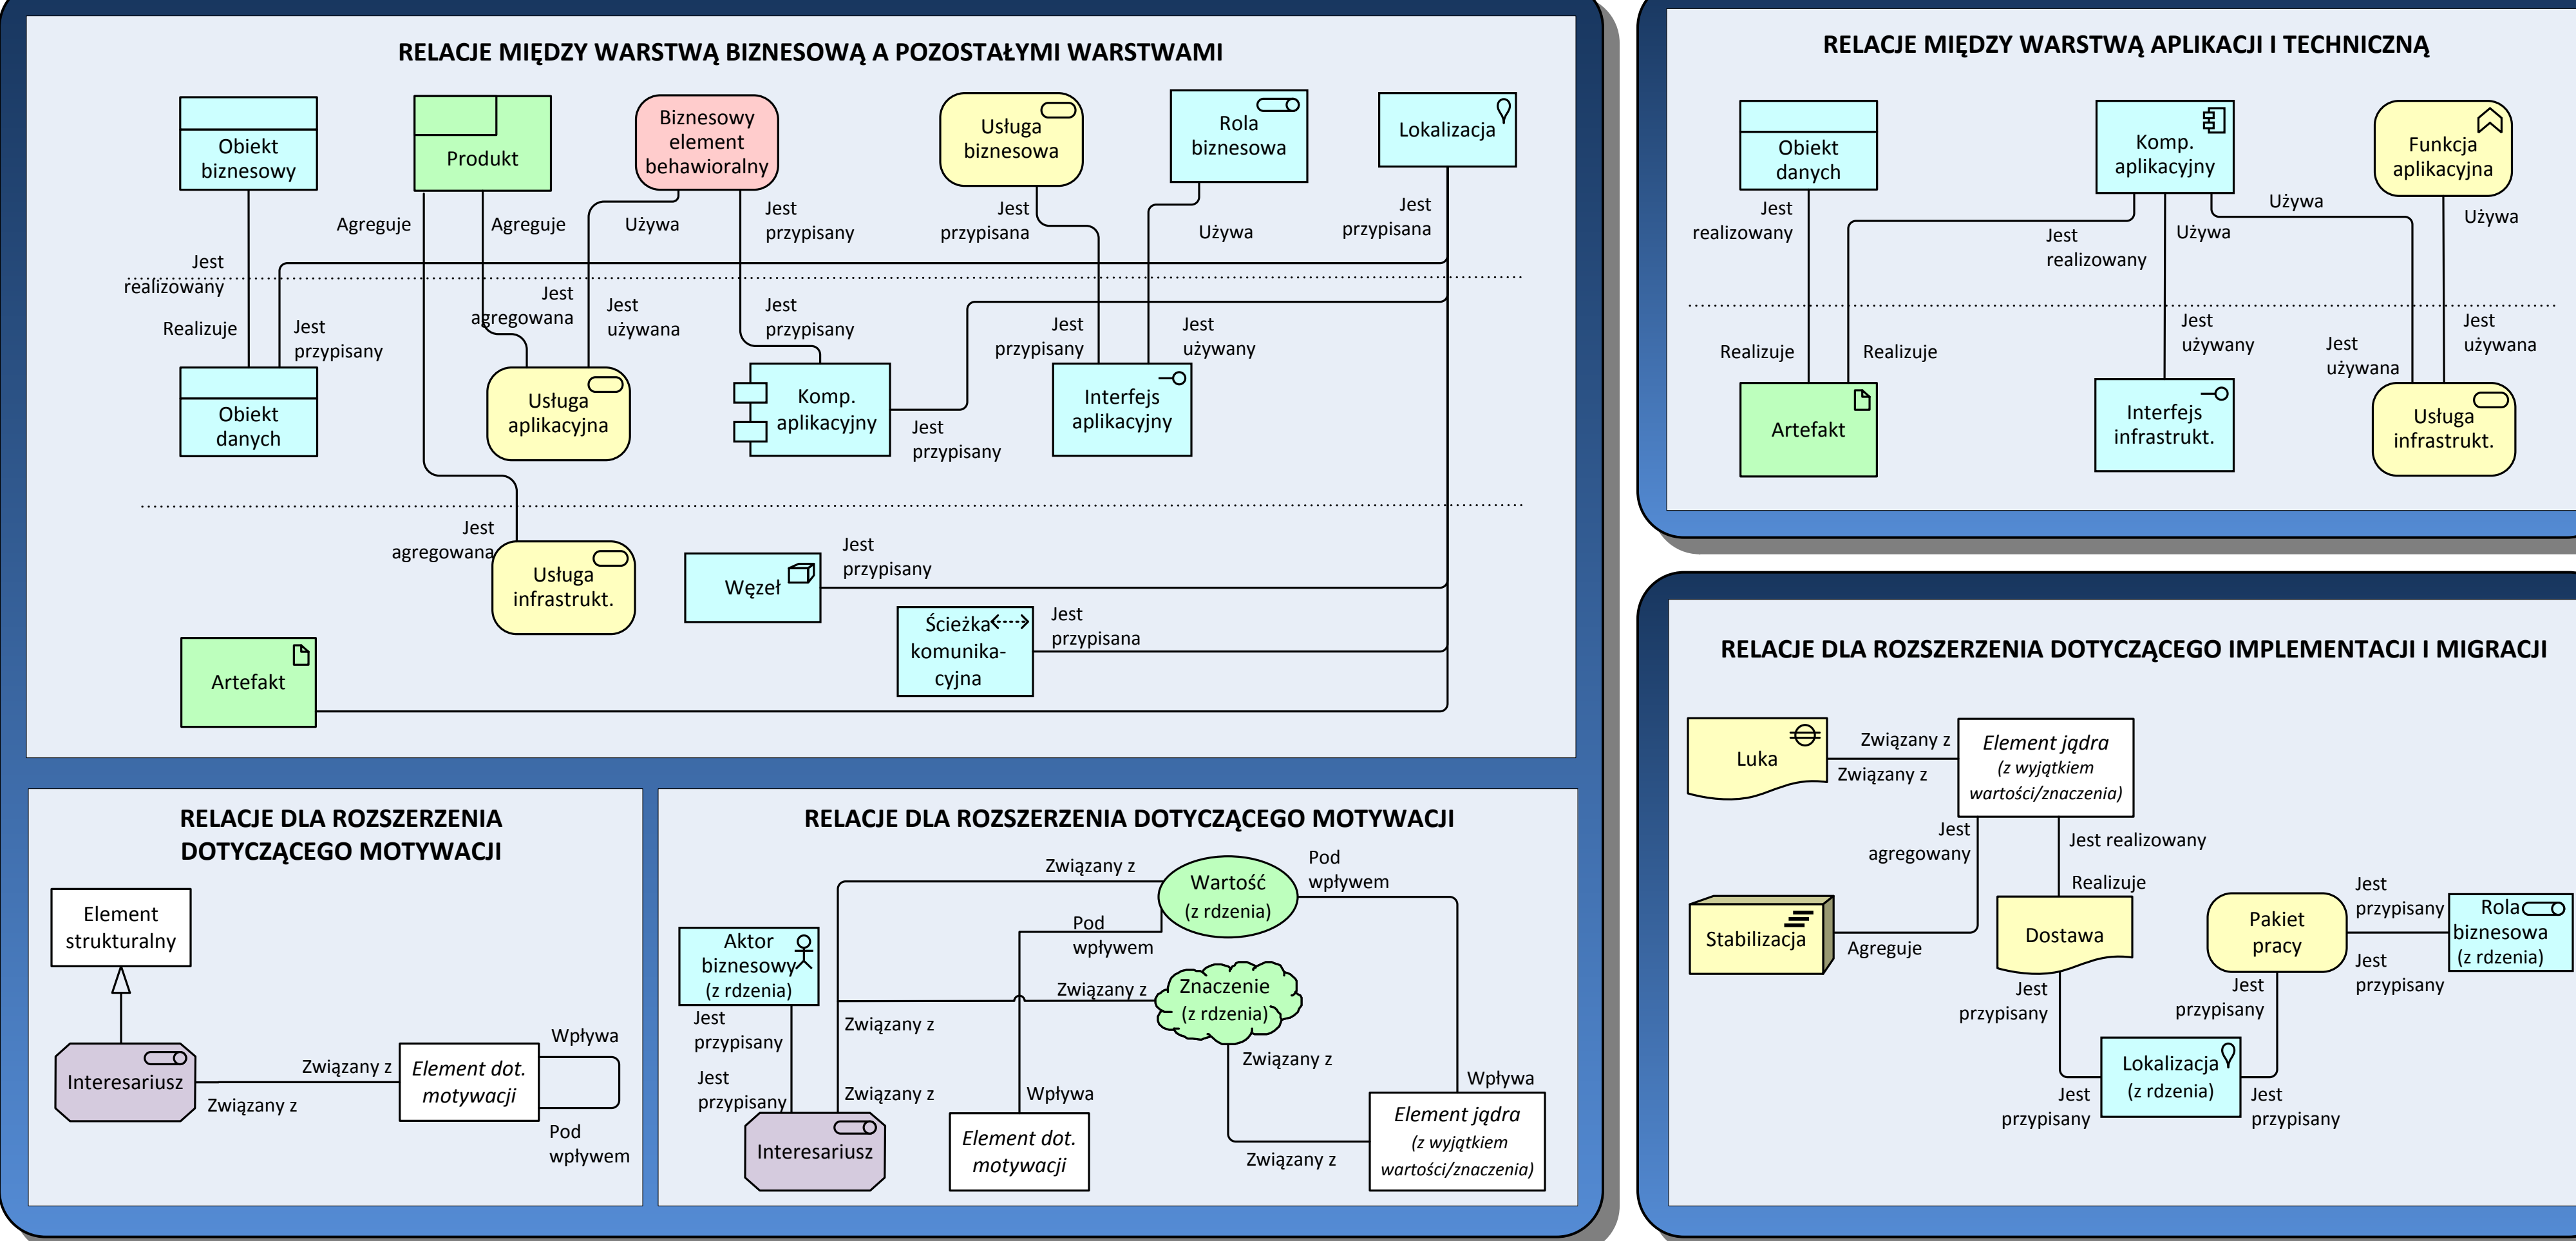 RELACJE MIĘDZY WARSTWĄ BIZNESOWĄ A POZOSTAŁYMI WARSTWAMI
Obiekt
biznesowy
Produkt
Biznesowy
element
behawioralny
Usługa
biznesowa
Rola
biznesowa
Lokalizacja
Agreguje
Agreguje
Używa
Jest
przypisany
Jest
przypisana
Używa
Jest
przypisana
Jest
realizowany
Realizuje
Jest
przypisany
Jest
agregowana
Jest
używana
Jest
przypisany
Jest
przypisany
Jest
używany
Obiekt
danych
Usługa
aplikacyjna
Komp.
aplikacyjny
Jest
przypisany
Interfejs
aplikacyjny
Jest
agregowana
Usługa
infrastrukt.
Węzeł
Jest
przypisany
Ścieżka
komunika-
cyjna
Jest
przypisana
Artefakt
RELACJE MIĘDZY WARSTWĄ APLIKACJI I TECHNICZNĄ
Obiekt
danych
Komp.
aplikacyjny
Funkcja
aplikacyjna
Jest
realizowany
Jest
realizowany
Używa
Używa
Używa
Realizuje
Realizuje
Jest
używany
Jest
używana
Jest
używana
Artefakt
Interfejs
infrastrukt.
Usługa
infrastrukt.
RELACJE DLA ROZSZERZENIA
DOTYCZĄCEGO MOTYWACJI
Element
strukturalny
Interesariusz
Związany z
Związany z
Element dot.
motywacji
Wpływa
Pod
wpływem
RELACJE DLA ROZSZERZENIA DOTYCZĄCEGO MOTYWACJI
Związany z
Wartość
(z rdzenia)
Pod
wpływem
Aktor
biznesowy
(z rdzenia)
Pod
wpływem
Związany z
Znaczenie
(z rdzenia)
Jest
przypisany
Związany z
Związany z
Jest
przypisany
Związany z
Wpływa
Wpływa
Interesariusz
Element dot.
motywacji
Związany z
Element jądra
(z wyjątkiem
wartości/znaczenia)
RELACJE DLA ROZSZERZENIA DOTYCZĄCEGO IMPLEMENTACJI I MIGRACJI
Luka
Związany z
Związany z
Element jądra
(z wyjątkiem
wartości/znaczenia)
Jest
agregowany
Jest realizowany
Realizuje
Stabilizacja
Agreguje
Dostawa
Pakiet
pracy
Jest
przypisany
Jest
przypisany
Rola
biznesowa
(z rdzenia)
Jest
przypisany
Jest
przypisany
Lokalizacja
(z rdzenia)
Jest
przypisany
Jest
przypisany